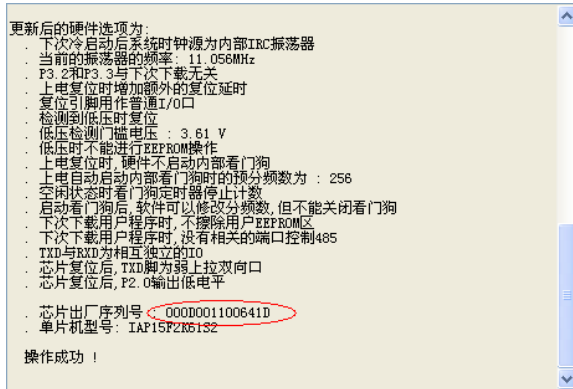 更新后的硬件选项为:
. 下次冷启动后系统时钟源为内部IRC振荡器
. 当前的振荡器的频率: 11.056MHz
. P3.2和P3.3与下次下载无关
. 上电复位时增加额外的复位延时
. 复位引脚用作普通I/O口
. 检测到低压时复位
. 低压检测门槛电压 : 3.61 V
. 低压时不能进行EEPROM操作
. 上电复位时,硬件不启动内部看门狗
. 上电自动启动内部看门狗时的预分频数为 : 256
. 空闲状态时看门狗定时器停止计数
. 启动看门狗后,软件可以修改分频数,但不能关闭看门狗
. 下次下载用户程序时,不擦除用户EEPROM区
. 下次下载用户程序时,没有相关的端口控制485
. TXD与RXD为相互独立的IO
. 芯片复位后,TXD脚为弱上拉双向口
. 芯片复位后,P2.0输出低电平
. 芯片出厂序列号 : 000D001100641D
. 单片机型号: IAP15F2K61S2
操作成功 !